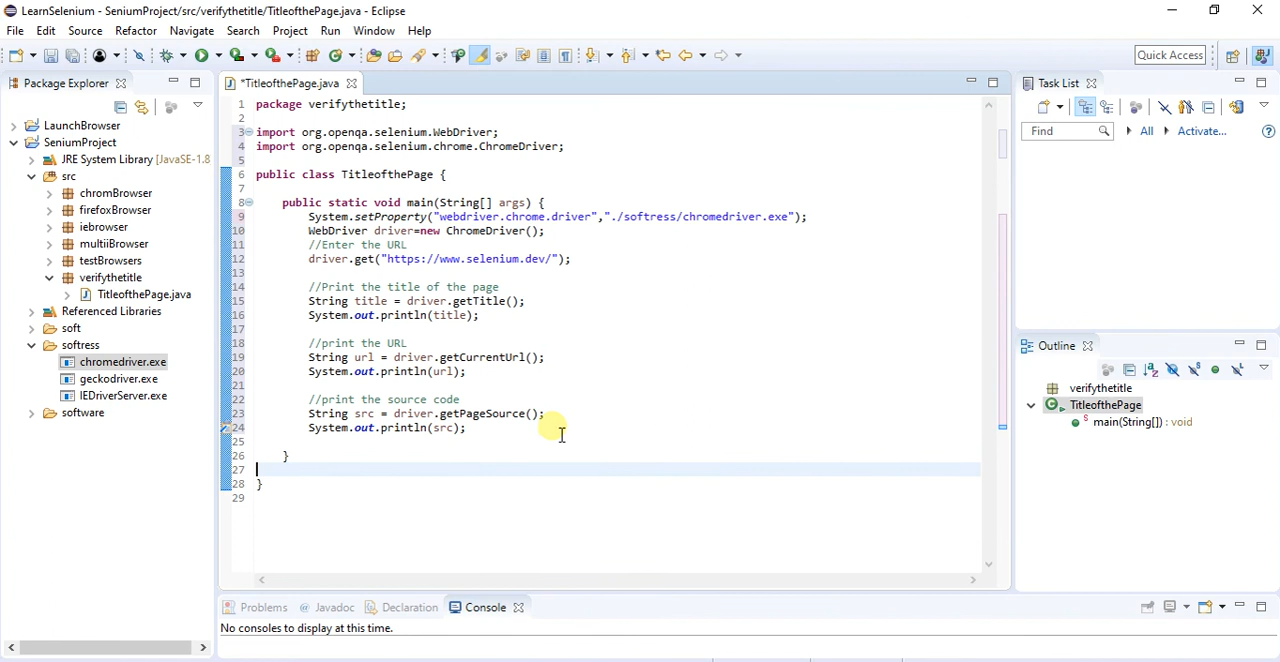 LearnSelenium - SeniumProject/src/verifythetitle/TitleofthePage.java - Eclipse
File Edit Source Refactor Navigate Search Project Run Window Help
Quick Access
Package Explorer
LaunchBrowser
SeniumProject
JRE System Library [JavaSE-1.8
src
chromBrowser
firefoxBrowser
iebrowser
multiiBrowser
testBrowsers
verifythetitle
TitleofthePage.java
Referenced Libraries
soft
softress
chromedriver.exe
geckodriver.exe
IEDriverServer.exe
software
*TitleofthePage.java
1 package verifythetitle;
2
3 import org.openqa.selenium.WebDriver;
4 import org.openqa.selenium.chrome.ChromeDriver;
5
6 public class TitleofthePage {
7
8 public static void main(String[] args) {
9 System.setProperty("webdriver.chrome.driver","./softress/chromedriver.exe");
10 WebDriver driver=new ChromeDriver();
11 //Enter the URL
12 driver.get("https://www.selenium.dev/");
13
14 //Print the title of the page
15 String title = driver.getTitle();
16 System.out.println(title);
17
18 //print the URL
19 String url = driver.getCurrentUrl();
20 System.out.println(url);
21
22 //print the source code
23 String src = driver.getPageSource();
24 System.out.println(src);
25
26 }
27
28 }
29
Problems @ Javadoc Declaration Console
No consoles to display at this time.
Task List
Find All Activate...
Outline
verifythetitle
TitleofthePage
main(String[]) : void